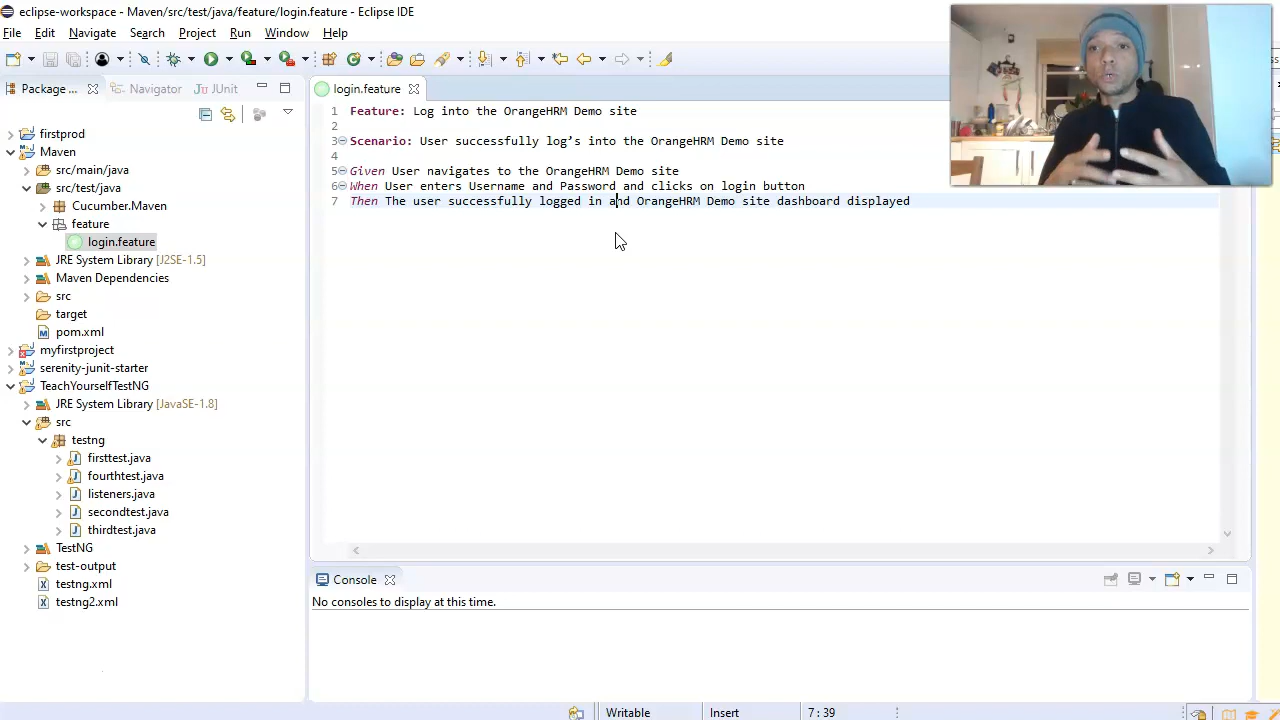 eclipse-workspace - Maven/src/test/java/feature/login.feature - Eclipse IDE
File Edit Navigate Search Project Run Window Help
Package ... Navigator JUnit
login.feature
firstprod
Maven
src/main/java
src/test/java
Cucumber.Maven
feature
login.feature
JRE System Library [J2SE-1.5]
Maven Dependencies
src
target
pom.xml
myfirstproject
serenity-junit-starter
TeachYourselfTestNG
JRE System Library [JavaSE-1.8]
src
testng
firsttest.java
fourthtest.java
listeners.java
secondtest.java
thirdtest.java
TestNG
test-output
testng.xml
testng2.xml
1 Feature: Log into the OrangeHRM Demo site
2
3 Scenario: User successfully log’s into the OrangeHRM Demo site
4
5 Given User navigates to the OrangeHRM Demo site
6 When User enters Username and Password and clicks on login button
7 Then The user successfully logged in and OrangeHRM Demo site dashboard displayed
Console
No consoles to display at this time.
Writable Insert 7 : 39